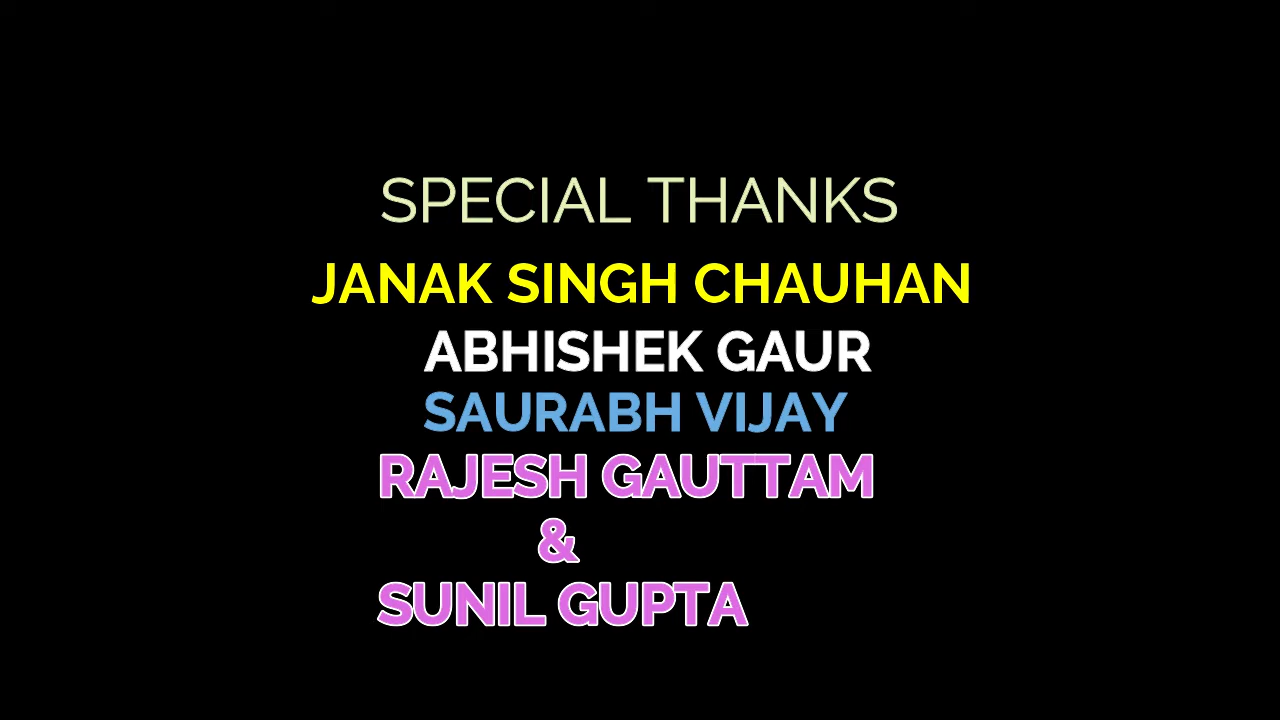 SPECIAL THANKS
JANAK SINGH CHAUHAN
ABHISHEK GAUR
SAURABH VIJAY
RAJESH GAUTTAM
&
SUNIL GUPTA